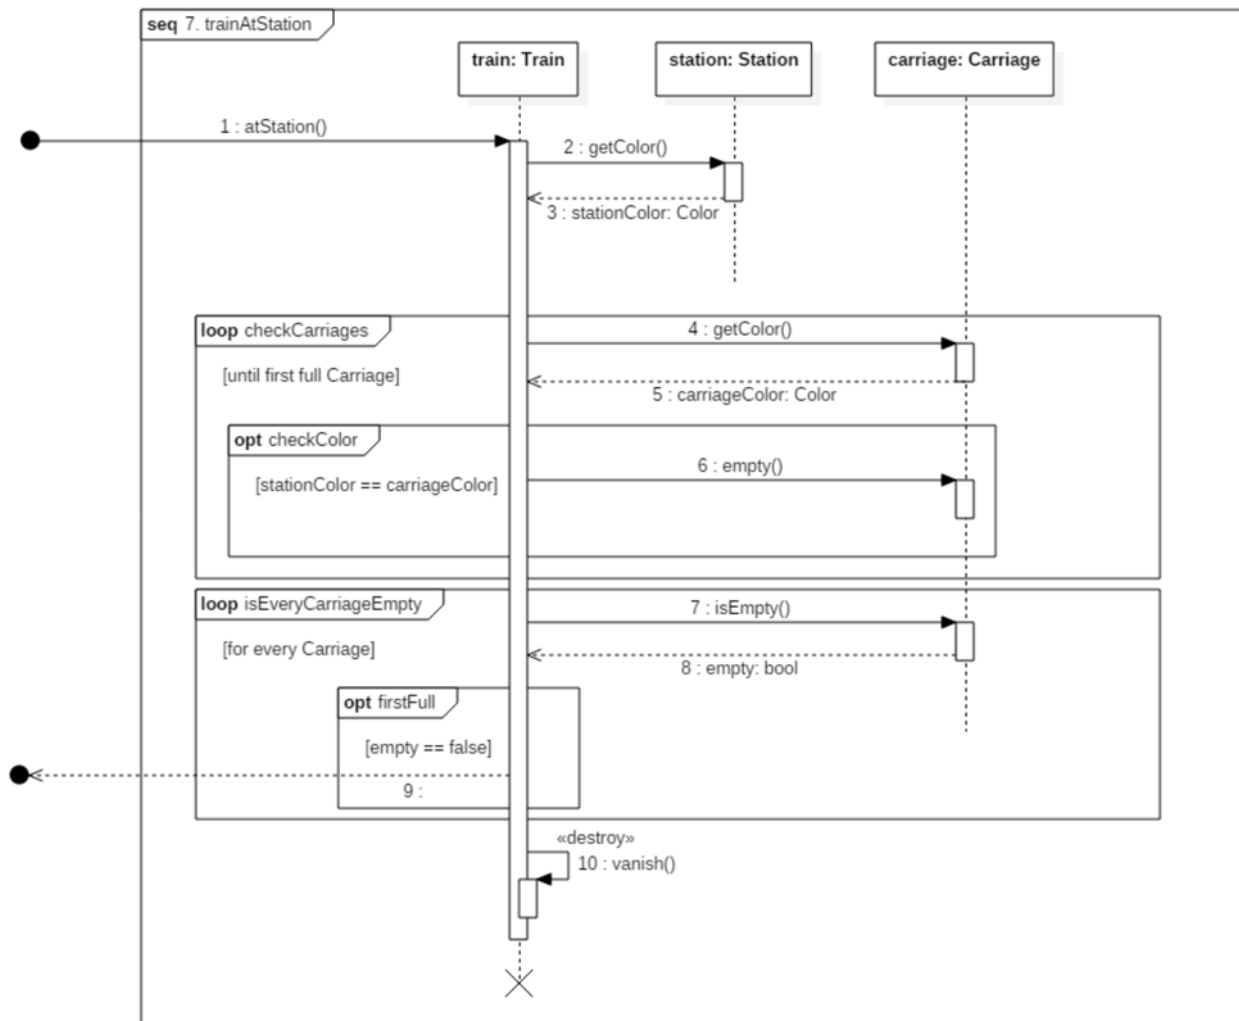 seq 7. trainAtStation
train: Train
station: Station
carriage: Carriage
1 : atStation()
2 : getColor()
3 : stationColor: Color
loop checkCarriages
4 : getColor()
[until first full Carriage]
5 : carriageColor: Color
opt checkColor
6 : empty()
[stationColor == carriageColor]
loop isEveryCarriageEmpty
7 : isEmpty()
[for every Carriage]
8 : empty: bool
opt firstFull
[empty == false]
9 :
«destroy»
10 : vanish()